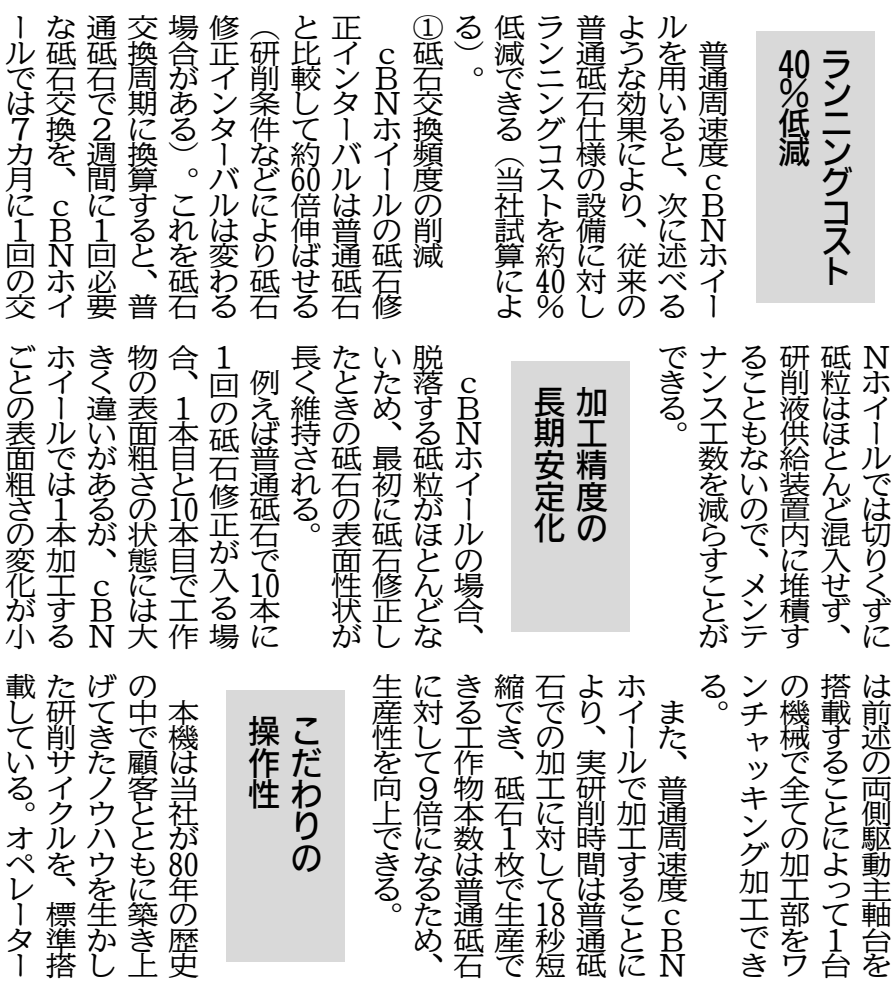 ランニングコスト
40％低減
　普通周速度ｃＢＮホイー
ルを用いると、次に述べる
ような効果により、従来の
普通砥石仕様の設備に対し
ランニングコストを約40％
低減できる（当社試算によ
る）。
①砥石交換頻度の削減
　ｃＢＮホイールの砥石修
正インターバルは普通砥石
と比較して約60倍伸ばせる
（研削条件などにより砥石
修正インターバルは変わる
場合がある）。これを砥石
交換周期に換算すると、普
通砥石で２週間に１回必要
な砥石交換を、ｃＢＮホイ
ールでは７カ月に１回の交
Ｎホイールでは切りくずに
砥粒はほとんど混入せず、
研削液供給装置内に堆積す
ることもないので、メンテ
ナンス工数を減らすことが
できる。
加工精度の
長期安定化
　ｃＢＮホイールの場合、
脱落する砥粒がほとんどな
いため、最初に砥石修正し
たときの砥石の表面性状が
長く維持される。
　例えば普通砥石で10本に
１回の砥石修正が入る場
合、１本目と10本目で工作
物の表面粗さの状態には大
きく違いがあるが、ｃＢＮ
ホイールでは１本加工する
ごとの表面粗さの変化が小
は前述の両側駆動主軸台を
搭載することによって１台
の機械で全ての加工部をワ
ンチャッキング加工でき
る。
　また、普通周速度ｃＢＮ
ホイールで加工することに
より、実研削時間は普通砥
石での加工に対して18秒短
縮でき、砥石１枚で生産で
きる工作物本数は普通砥石
に対して９倍になるため、
生産性を向上できる。
こだわりの
操作性
　本機は当社が80年の歴史
の中で顧客とともに築き上
げてきたノウハウを生かし
た研削サイクルを、標準搭
載している。オペレーター